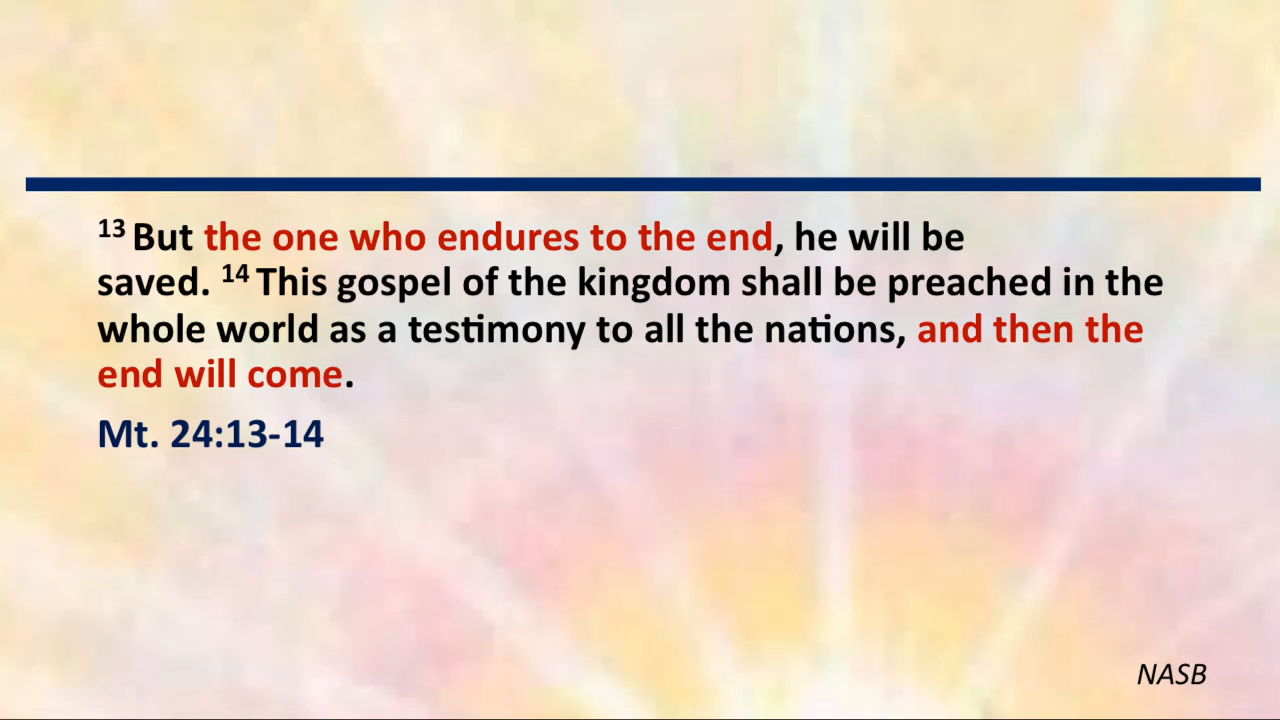 ¹³ But the one who endures to the end, he will be
saved. ¹⁴ This gospel of the kingdom shall be preached in the
whole world as a testimony to all the nations, and then the
end will come.
Mt. 24:13-14
NASB